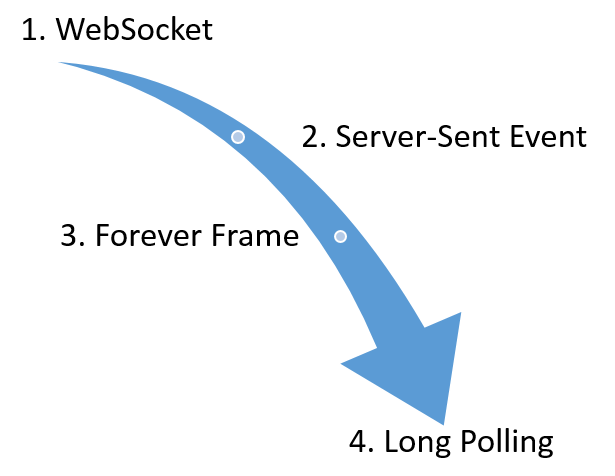 1. WebSocket
2. Server-Sent Event
3. Forever Frame
4. Long Polling